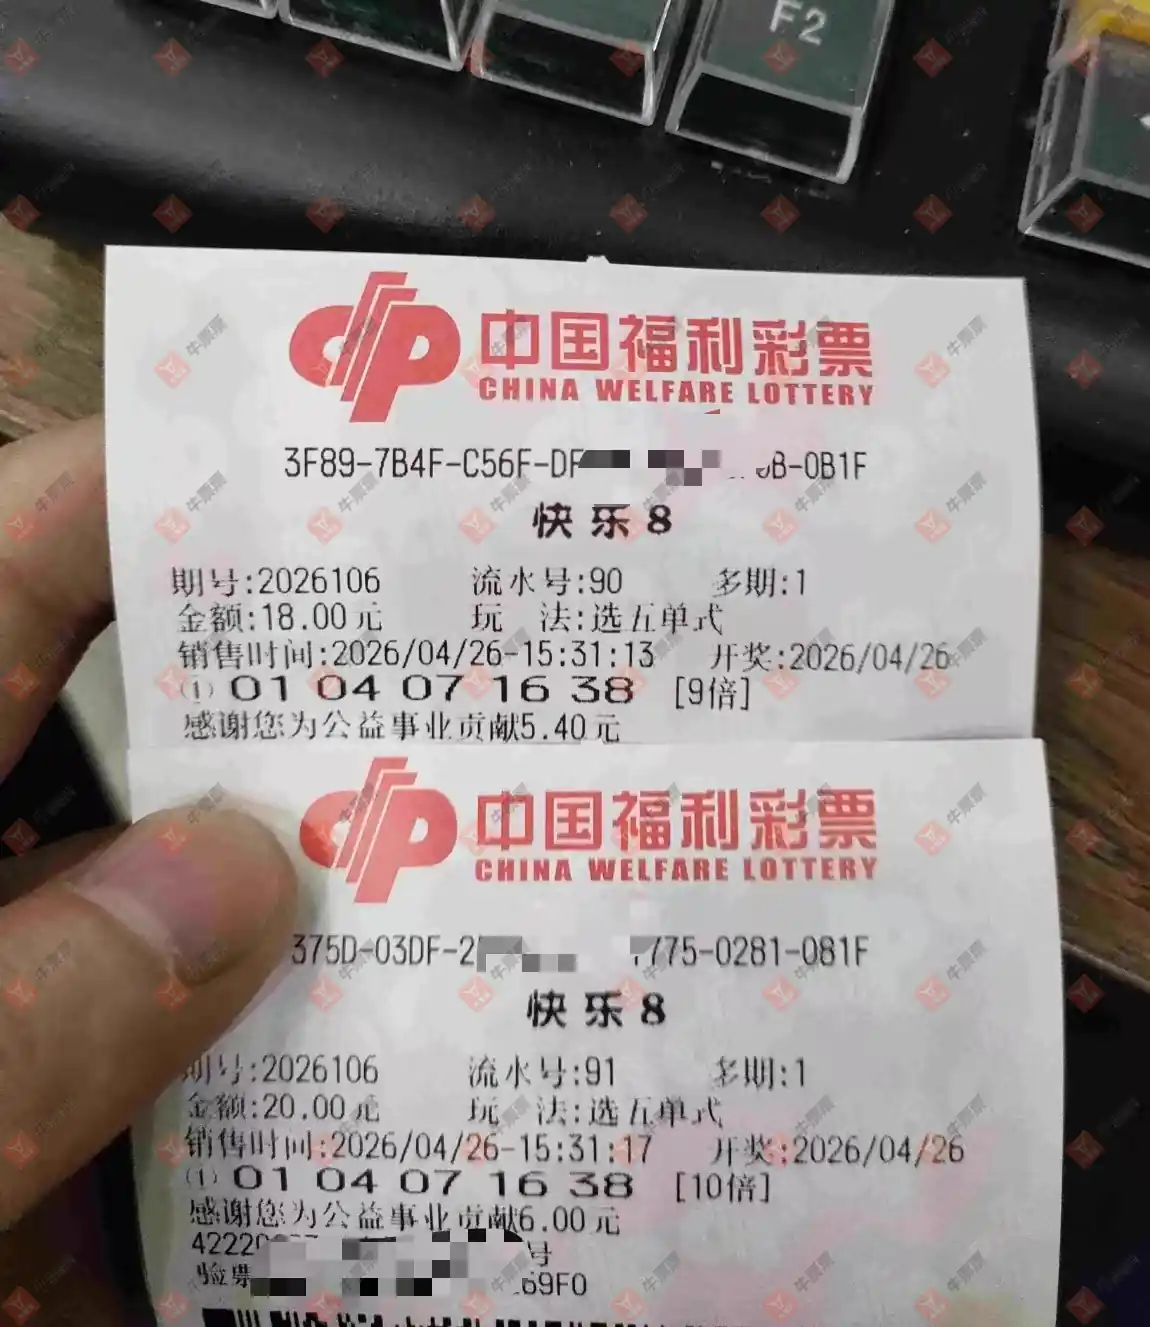 F2
中国福利彩票
CHINA WELFARE LOTTERY
3F89-7B4F-C56F-DF B-0B1F
快乐8
期号:2026106 流水号:90 多期:1
金额:18.00元 玩 法:选五单式
销售时间:2026/04/26-15:31:13 开奖:2026/04/26
(1) 01 04 07 16 38 [9倍]
感谢您为公益事业贡献5.40元
中国福利彩票
CHINA WELFARE LOTTERY
375D-03DF-2 775-0281-081F
快乐8
期号:2026106 流水号:91 多期:1
金额:20.00元 玩 法:选五单式
销售时间:2026/04/26-15:31:17 开奖:2026/04/26
(1) 01 04 07 16 38 [10倍]
感谢您为公益事业贡献6.00元
42220 号
验票 69F0
牛票票